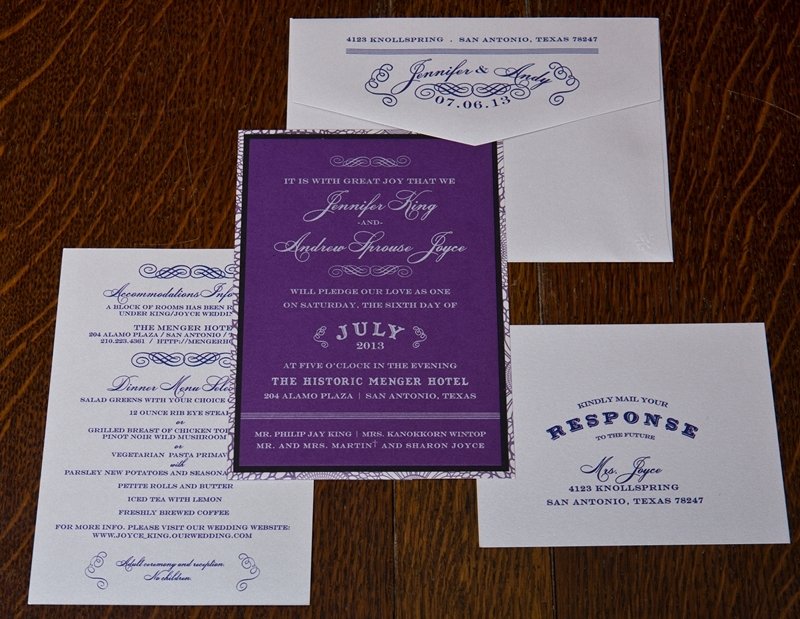 4123 KNOLLSPRING . SAN ANTONIO, TEXAS 78247
Jennifer & Andy
07.06.13
IT IS WITH GREAT JOY THAT WE
Jennifer King
-AND-
Andrew Sprouse Joyce
WILL PLEDGE OUR LOVE AS ONE
ON SATURDAY, THE SIXTH DAY OF
JULY
2013
AT FIVE O'CLOCK IN THE EVENING
THE HISTORIC MENGER HOTEL
204 ALAMO PLAZA | SAN ANTONIO, TEXAS
MR. PHILIP JAY KING | MRS. KANOKKORN WINTOP
MR. AND MRS. MARTIN† AND SHARON JOYCE
Accommodations Info
A BLOCK OF ROOMS HAS BEEN
UNDER KING/JOYCE WEDDI
THE MENGER HOTE
204 ALAMO PLAZA / SAN ANTONIO / T
210.223.4361 / HTTP://MENGERHO
Dinner Menu Sele
SALAD GREENS WITH YOUR CHOICE O
12 OUNCE RIB EYE STEAK
or
GRILLED BREAST OF CHICKEN TO
PINOT NOIR WILD MUSHROOM
or
VEGETARIAN PASTA PRIMAV
with
PARSLEY NEW POTATOES AND SEASONA
PETITE ROLLS AND BUTTER
ICED TEA WITH LEMON
FRESHLY BREWED COFFEE
FOR MORE INFO. PLEASE VISIT OUR WEDDING WEBSITE:
WWW.JOYCE_KING.OURWEDDING.COM
Adult ceremony and reception.
No children.
KINDLY MAIL YOUR
RESPONSE
TO THE FUTURE
Mrs. Joyce
4123 KNOLLSPRING
SAN ANTONIO, TEXAS 78247